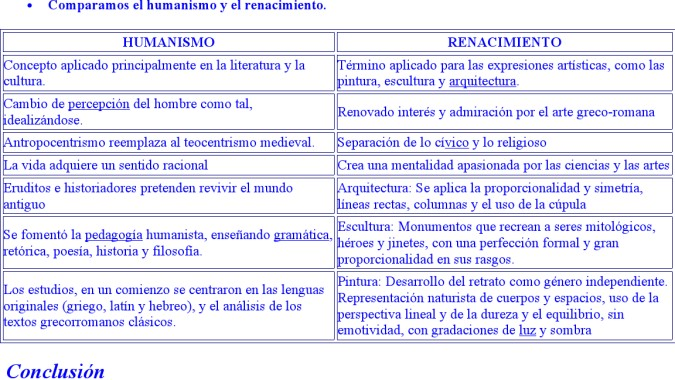 • Comparamos el humanismo y el renacimiento.
HUMANISMO
RENACIMIENTO
Concepto aplicado principalmente en la literatura y la
cultura.
Término aplicado para las expresiones artísticas, como las
pintura, escultura y arquitectura.
Cambio de percepción del hombre como tal,
idealizándose.
Renovado interés y admiración por el arte greco-romana
Antropocentrismo reemplaza al teocentrismo medieval.
Separación de lo cívico y lo religioso
La vida adquiere un sentido racional
Crea una mentalidad apasionada por las ciencias y las artes
Eruditos e historiadores pretenden revivir el mundo
antiguo
Arquitectura: Se aplica la proporcionalidad y simetría,
líneas rectas, columnas y el uso de la cúpula
Se fomentó la pedagogía humanista, enseñando gramática,
retórica, poesía, historia y filosofía.
Escultura: Monumentos que recrean a seres mitológicos,
héroes y jinetes, con una perfección formal y gran
proporcionalidad en sus rasgos.
Los estudios, en un comienzo se centraron en las lenguas
originales (griego, latín y hebreo), y el análisis de los
textos grecorromanos clásicos.
Pintura: Desarrollo del retrato como género independiente.
Representación naturista de cuerpos y espacios, uso de la
perspectiva lineal y de la dureza y el equilibrio, sin
emotividad, con gradaciones de luz y sombra
Conclusión